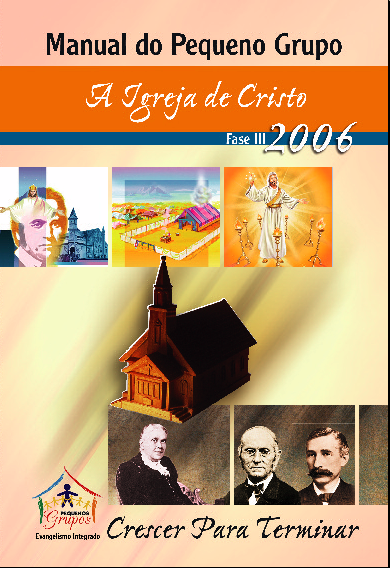 Manual do Pequeno Grupo
A Igreja de Cristo
Fase III 2006
PEQUENOS
Grupos
Evangelismo Integrado
Crescer Para Terminar